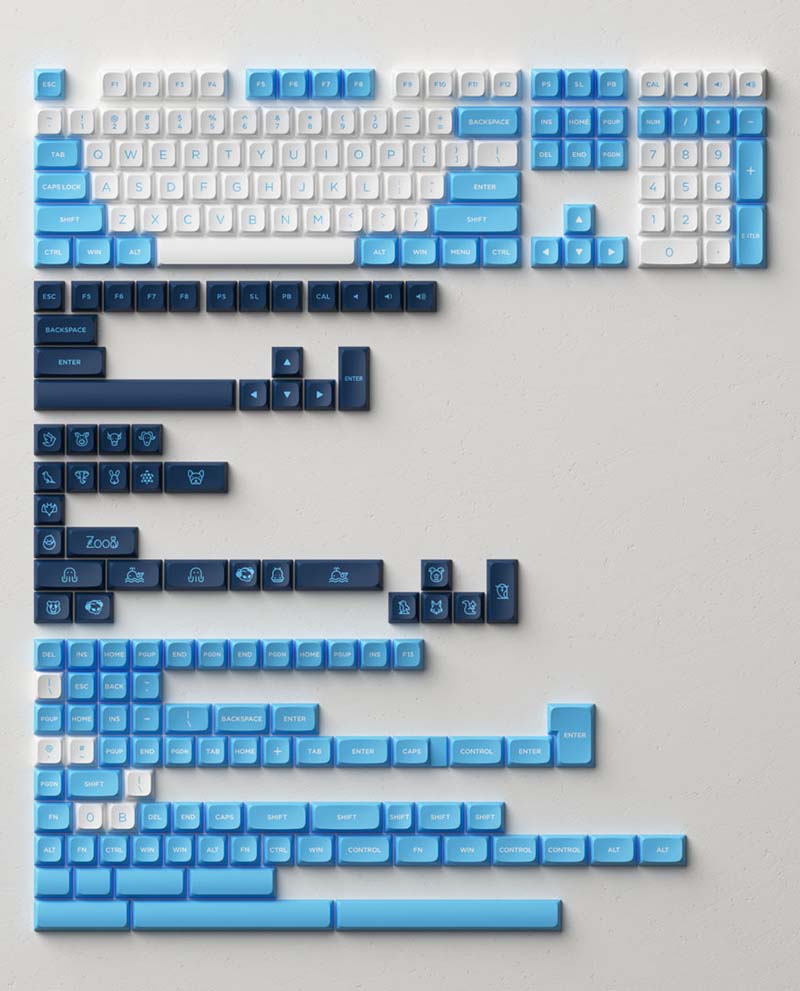 ESC F1 F2 F3 F4 F5 F6 F7 F8 F9 F10 F11 F12 PS SL PB CAL
~ ` ! 1 @ 2 # 3 $ 4 % 5 ^ 6 & 7 * 8 ( 9 ) 0 — - + = BACKSPACE INS HOME PGUP NUM / * −
TAB Q W E R T Y U I O P { [ } ] | \ DEL END PGDN 7 8 9 +
CAPS LOCK A S D F G H J K L : ; " ' ENTER 4 5 6
SHIFT Z X C V B N M < , > . ? / SHIFT 1 2 3 ENTER
CTRL WIN ALT ALT WIN MENU CTRL 0 .
ESC F5 F6 F7 F8 PS SL PB CAL
BACKSPACE
ENTER ENTER
Zoo
DEL INS HOME PGUP END PGDN END PGDN HOME PGUP INS F13
| \ ESC BACK
PGUP HOME INS − | \ BACKSPACE ENTER ENTER
PGUP END PGDN TAB HOME + TAB ENTER CAPS CONTROL ENTER
PGDN SHIFT | \
FN O B DEL END CAPS SHIFT SHIFT SHIFT SHIFT SHIFT
ALT FN CTRL WIN WIN ALT FN CTRL WIN CONTROL FN WIN CONTROL CONTROL ALT ALT